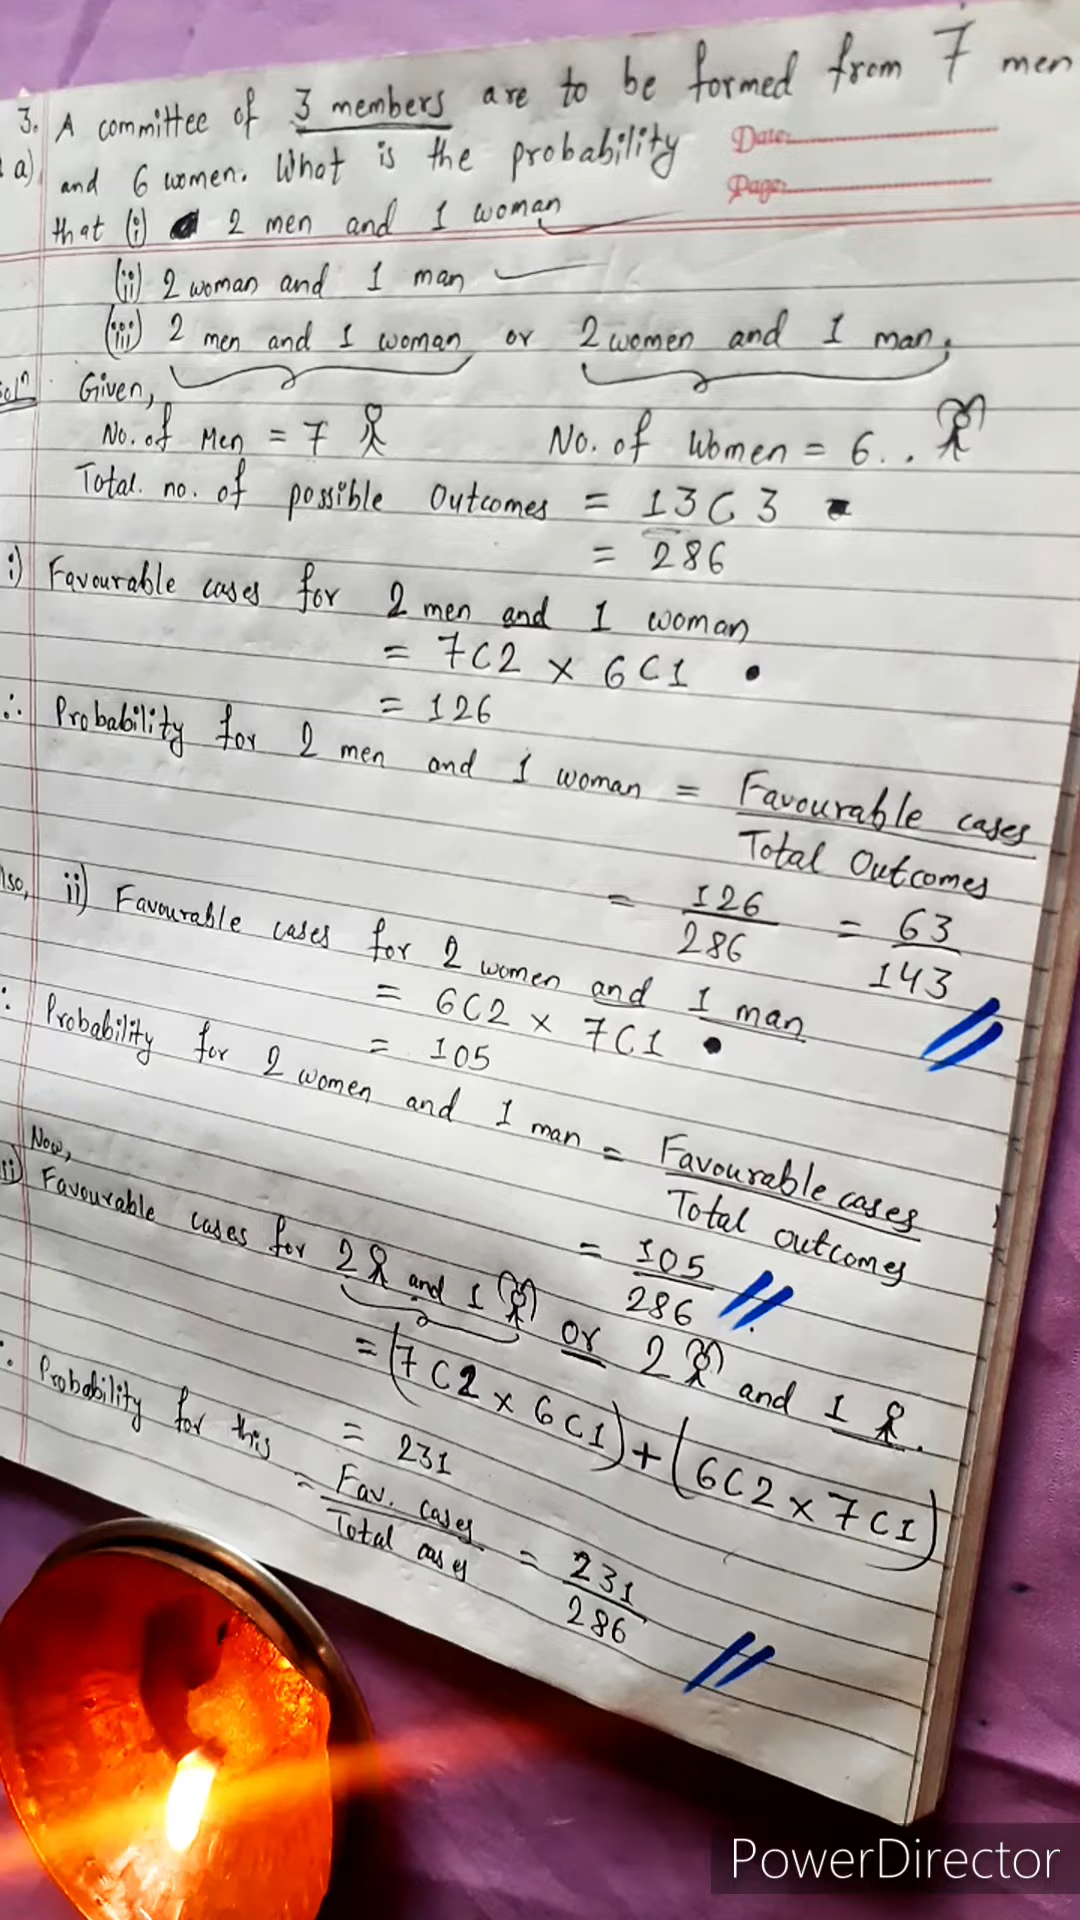 3. A committee of 3 members are to be formed from 7 men
a) and 6 women. What is the probability
Date:
Page:
that (i) 2 men and 1 woman
(ii) 2 woman and 1 man
(iii) 2 men and 1 woman or 2 women and 1 man.
Solⁿ Given,
No. of Men = 7 No. of Women = 6..
Total. no. of possible Outcomes = 13C3
= 286
i) Favourable cases for 2 men and 1 woman
= 7C2 × 6C1
= 126
∴ Probability for 2 men and 1 woman = Favourable cases
Total Outcomes
= 126/286 = 63/143
Also, ii) Favourable cases for 2 women and 1 man
= 6C2 × 7C1
= 105
∴ Probability for 2 women and 1 man = Favourable cases
Total outcomes
= 105/286
Now,
iii) Favourable cases for 2 and 1 or 2 and 1 .
= (7C2 × 6C1) + (6C2 × 7C1)
= 231
∴ Probability for this = Fav. cases
Total cases
= 231/286
PowerDirector